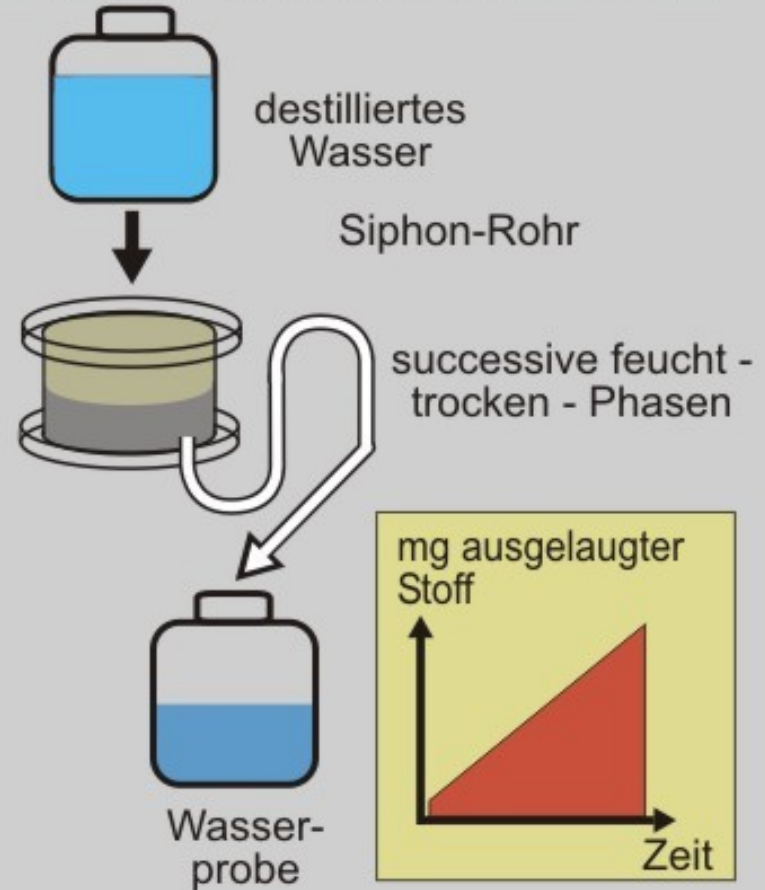 destilliertes
Wasser
Siphon-Rohr
successive feucht -
trocken - Phasen
mg ausgelaugter
Stoff
Zeit
Wasser-
probe